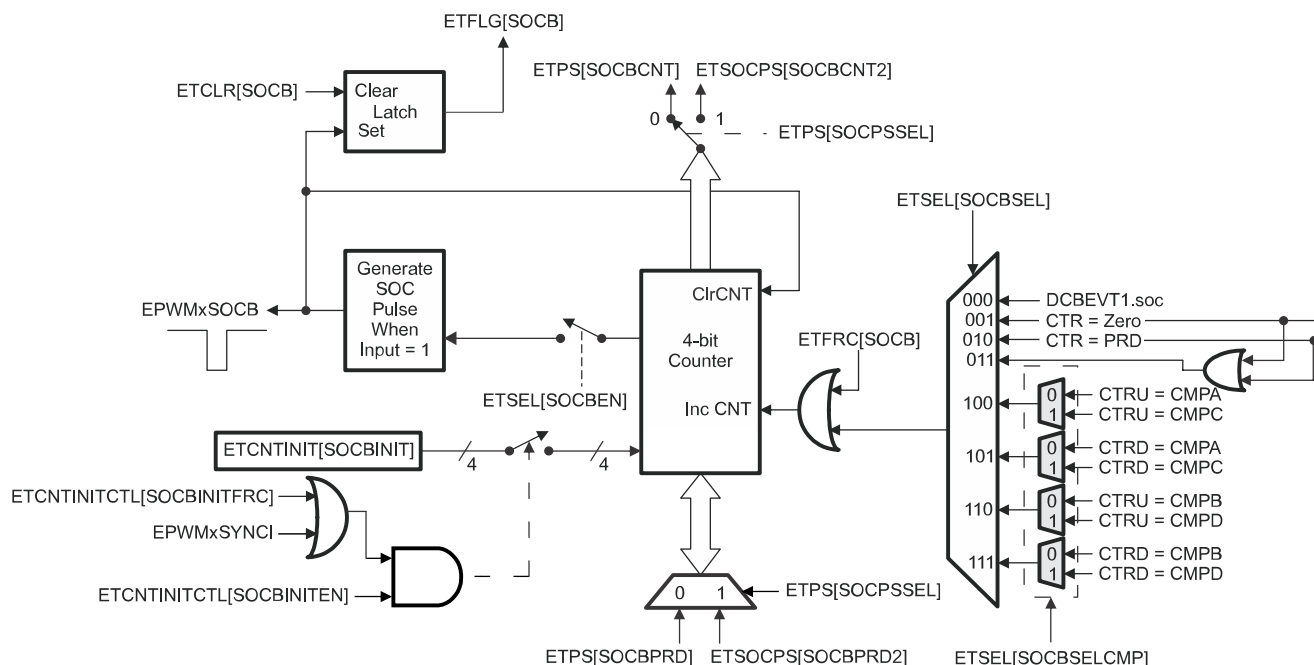 ETFLG[SOCB]
ETPS[SOCBCNT]
ETSOCPS[SOCBCNT2]
ETCLR[SOCB]
Clear
Latch
Set
0
1
ETPS[SOCPSSEL]
ETSEL[SOCBSEL]
EPWMxSOCB
Generate
SOC
Pulse
When
Input = 1
ClrCNT
4-bit
Counter
Inc CNT
ETSEL[SOCBEN]
ETFRC[SOCB]
000
DCBEVT1.soc
001
CTR = Zero
010
CTR = PRD
011
100
0
CTRU = CMPA
1
CTRU = CMPC
101
0
CTRD = CMPA
1
CTRD = CMPC
110
0
CTRU = CMPB
1
CTRU = CMPD
111
0
CTRD = CMPB
1
CTRD = CMPD
ETCNTINIT[SOCBINIT]
4
4
ETCNTINITCTL[SOCBINITFRC]
EPWMxSYNCI
ETCNTINITCTL[SOCBINITEN]
0
1
ETPS[SOCPSSEL]
ETPS[SOCBPRD]
ETSOCPS[SOCBPRD2]
ETSEL[SOCBSELCMP]